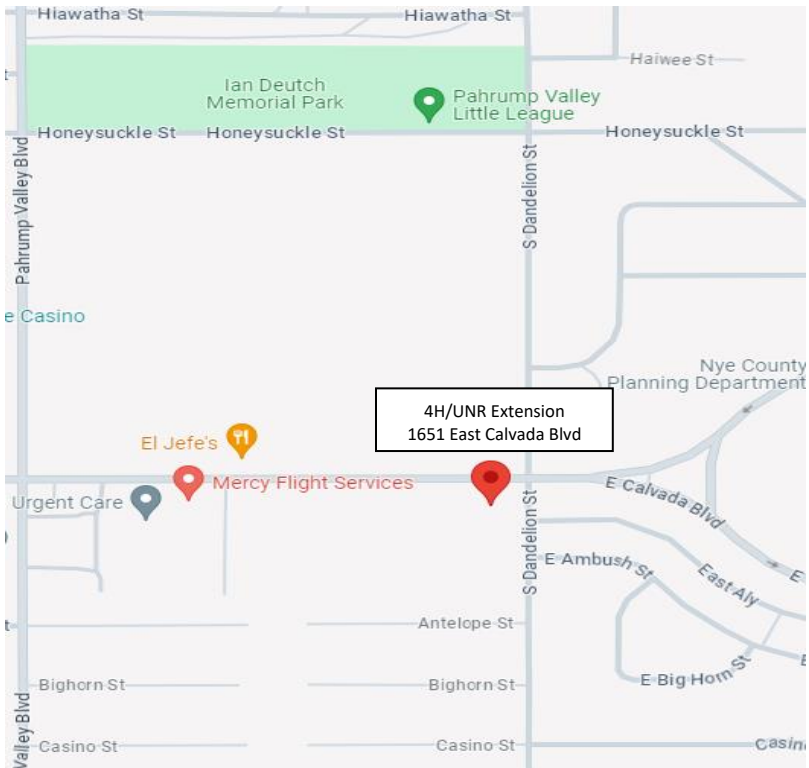 Hiawatha St
Hiawatha St
Haiwee St
Ian Deutch
Memorial Park
Pahrump Valley
Little League
Honeysuckle St
Honeysuckle St
Honeysuckle St
Pahrump Valley Blvd
S Dandelion St
e Casino
Nye County
Planning Department
4H/UNR Extension
1651 East Calvada Blvd
El Jefe's
Mercy Flight Services
Urgent Care
E Calvada Blvd
S Dandelion St
E Ambush St
East Aly
E
Antelope St
E Big Horn St
Bighorn St
Bighorn St
Valley Blvd
Casino St
Casino St
Casino